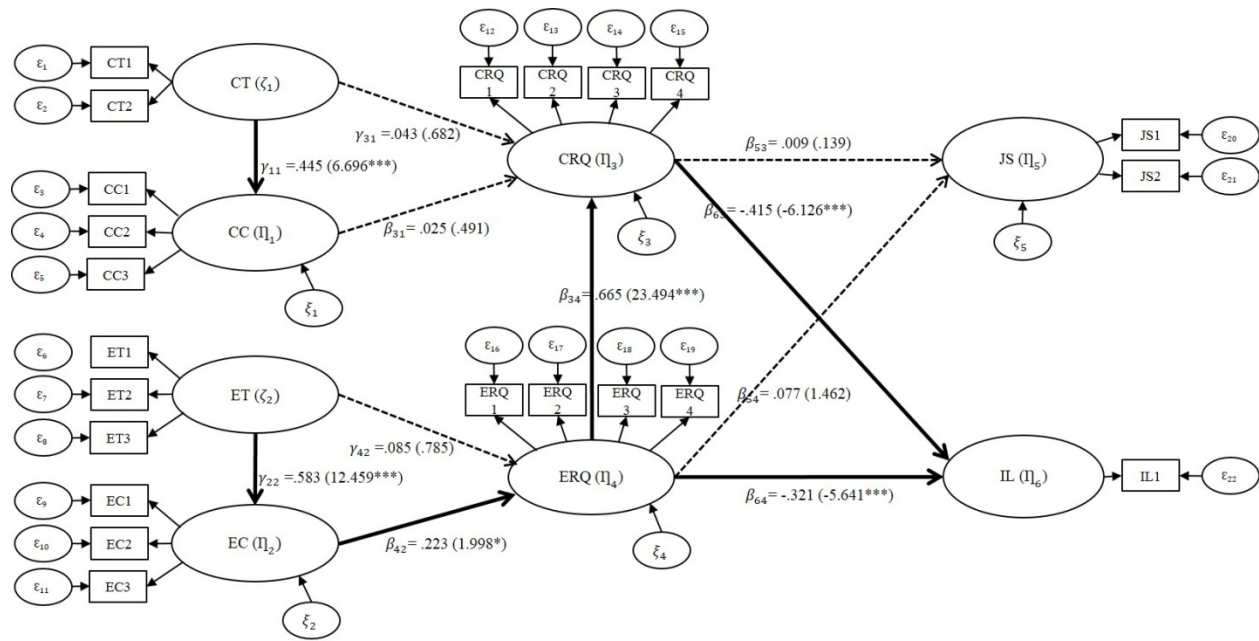 ε₁
CT1
ε₂
CT2
CT (ζ₁)
ε₁₂
ε₁₃
ε₁₄
ε₁₅
CRQ
1
CRQ
2
CRQ
3
CRQ
4
γ₃₁ =.043 (.682)
γ₁₁ =.445 (6.696***)
CRQ (Ƞ₃)
β₅₃ = .009 (.139)
JS (Ƞ₅)
JS1
ε₂₀
JS2
ε₂₁
ε₃
CC1
ε₄
CC2
ε₅
CC3
CC (Ƞ₁)
β₃₁ = .025 (.491)
ξ₁
ξ₃
β₆₃= -.415 (-6.126***)
ξ₅
β₃₄= .665 (23.494***)
ε₆
ET1
ε₇
ET2
ε₈
ET3
ET (ζ₂)
ε₁₆
ε₁₇
ε₁₈
ε₁₉
ERQ
1
ERQ
2
ERQ
3
ERQ
4
β₅₄= .077 (1.462)
γ₄₂ =.085 (.785)
γ₂₂ =.583 (12.459***)
ERQ (Ƞ₄)
β₆₄= -.321 (-5.641***)
IL (Ƞ₆)
IL1
ε₂₂
ε₉
EC1
ε₁₀
EC2
ε₁₁
EC3
EC (Ƞ₂)
β₄₂ = .223 (1.998*)
ξ₄
ξ₂